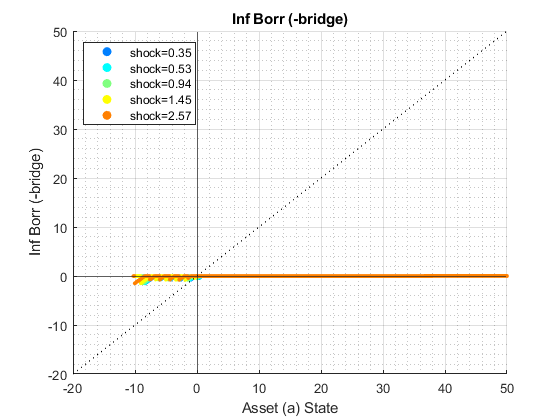 Inf Borr (-bridge)
50
40
30
20
10
0
-10
-20
Inf Borr (-bridge)
shock=0.35
shock=0.53
shock=0.94
shock=1.45
shock=2.57
-20
-10
0
10
20
30
40
50
Asset (a) State